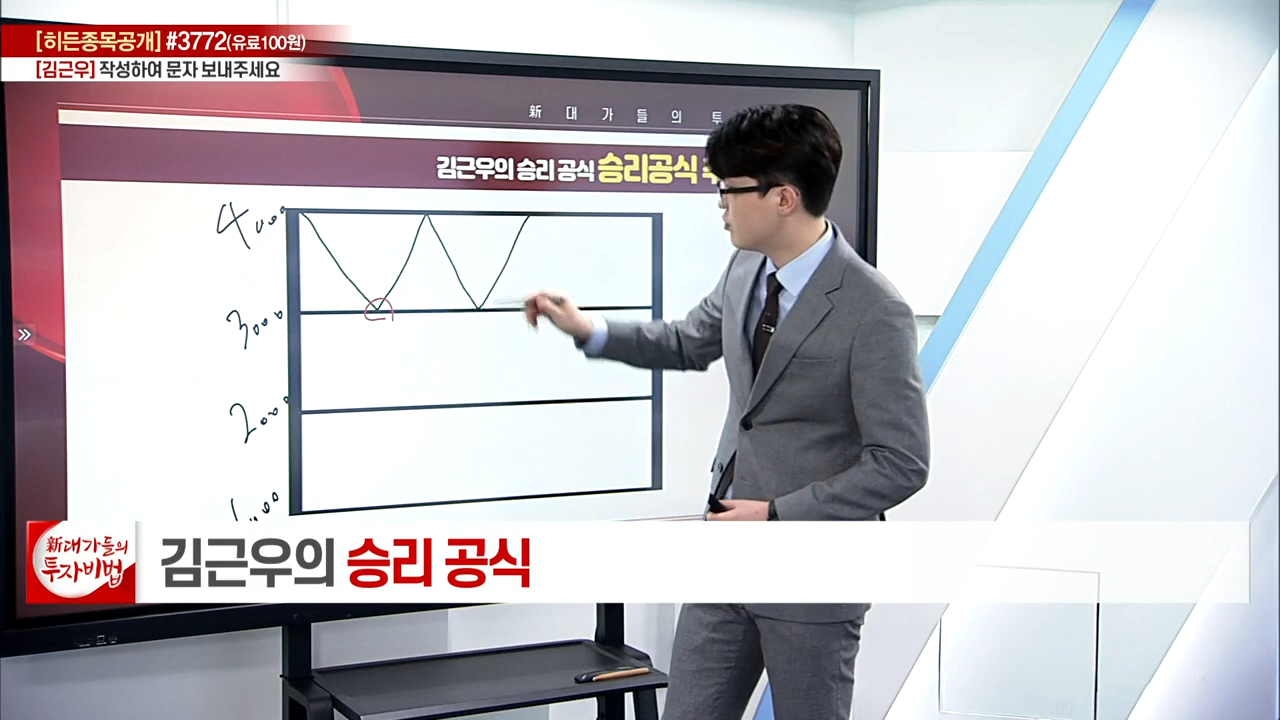 [히든종목공개] #3772(유료100원)
[김근우] 작성하여 문자 보내주세요
新 대 가 들 의 투
김근우의 승리 공식 승리공식
4000
3000
2000
1000
新대가들의
투자비법
김근우의 승리 공식